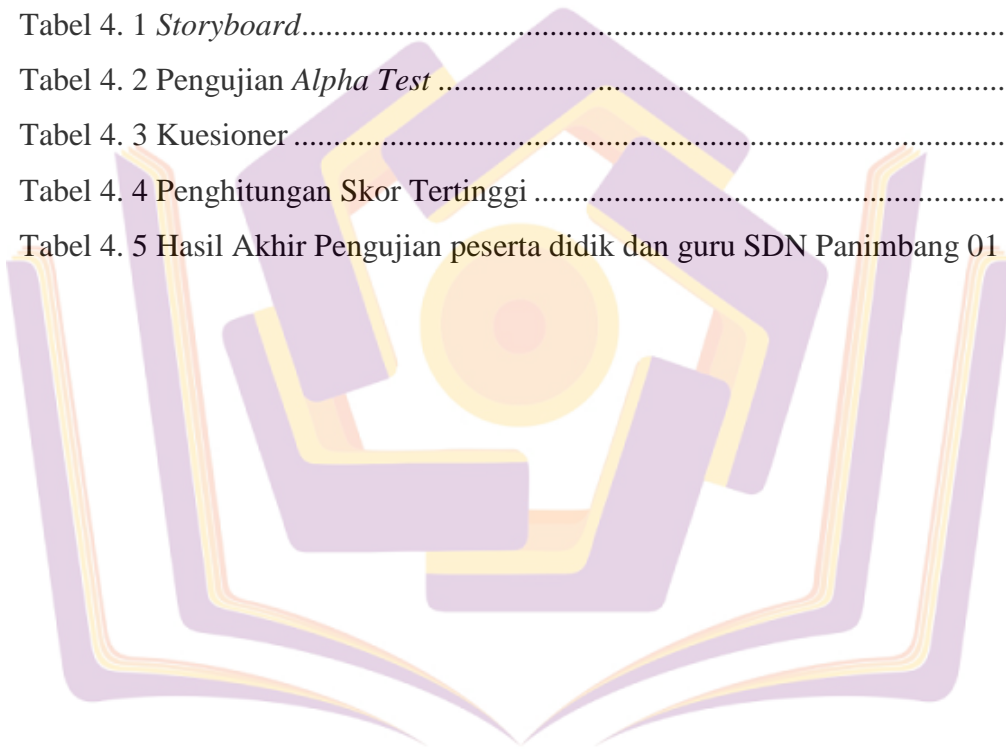 Tabel 4. 1 Storyboard........................................................................................
Tabel 4. 2 Pengujian Alpha Test .......................................................................
Tabel 4. 3 Kuesioner .........................................................................................
Tabel 4. 4 Penghitungan Skor Tertinggi ...........................................................
Tabel 4. 5 Hasil Akhir Pengujian peserta didik dan guru SDN Panimbang 01